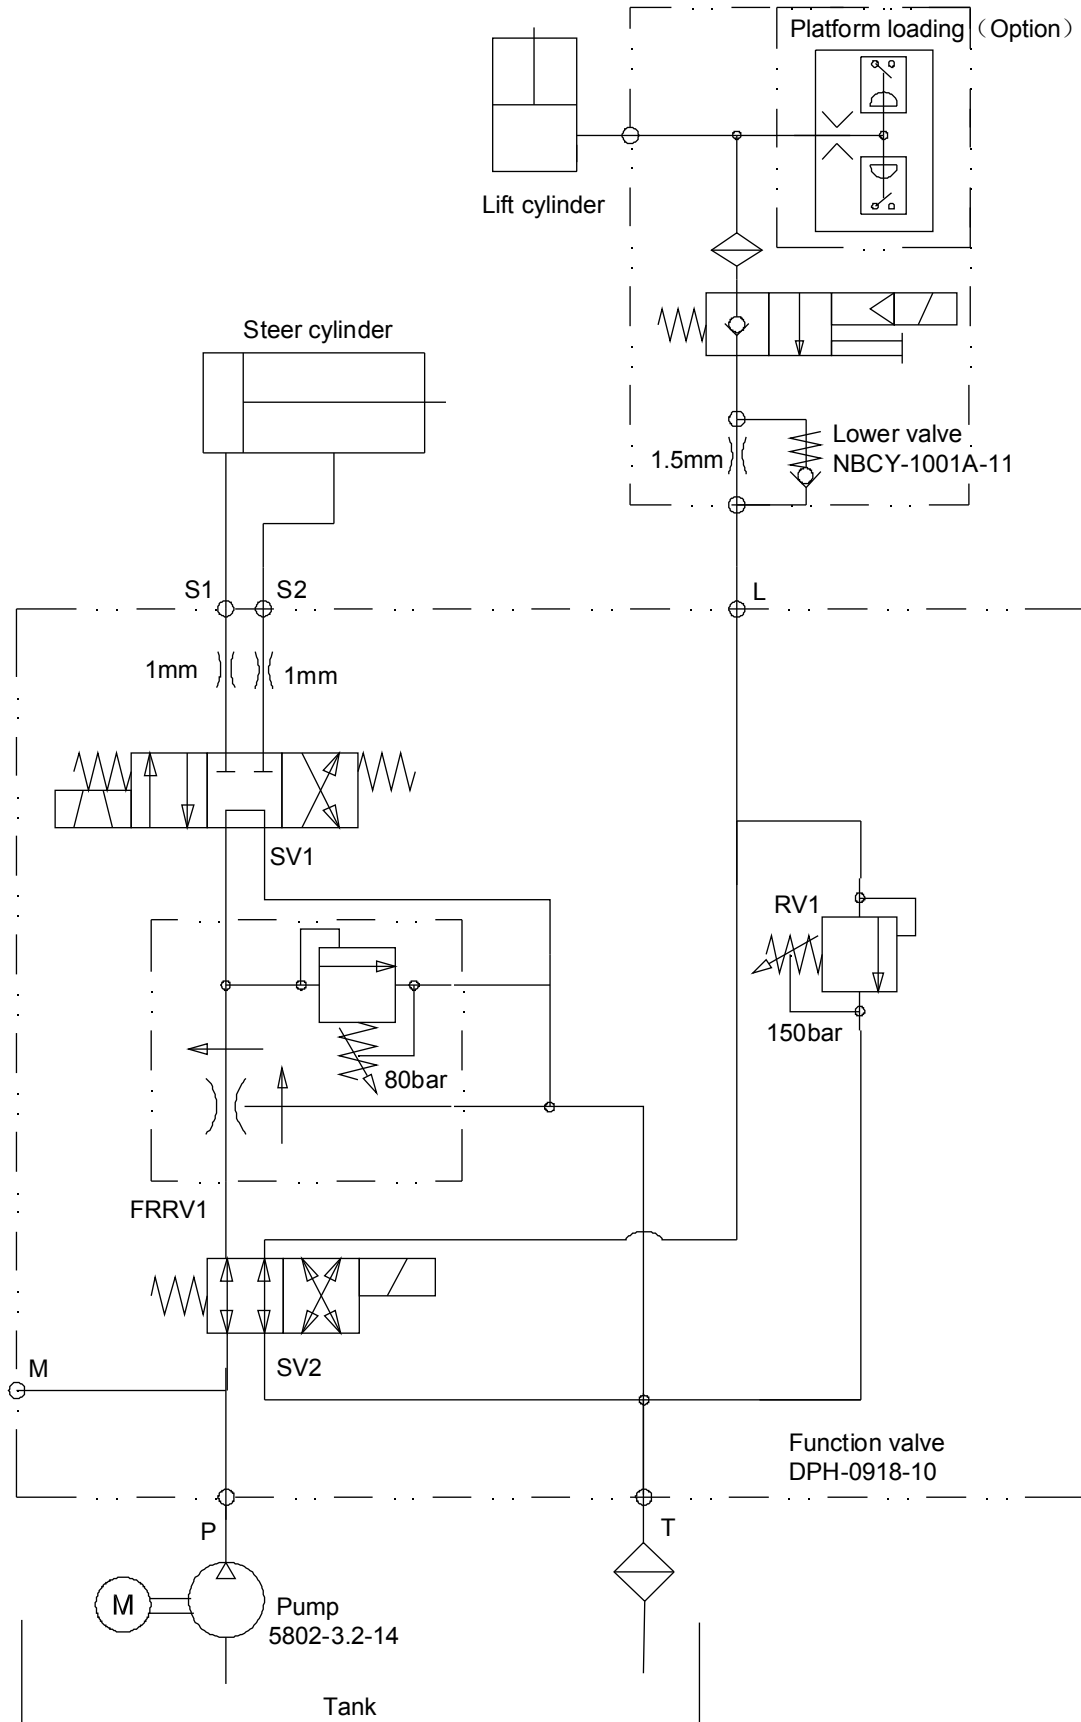 Platform loading（Option）
Lift cylinder
Steer cylinder
Lower valve
1.5mm
NBCY-1001A-11
S1
S2
L
1mm
1mm
SV1
RV1
150bar
80bar
FRRV1
M
SV2
Function valve
DPH-0918-10
P
T
M
Pump
5802-3.2-14
Tank